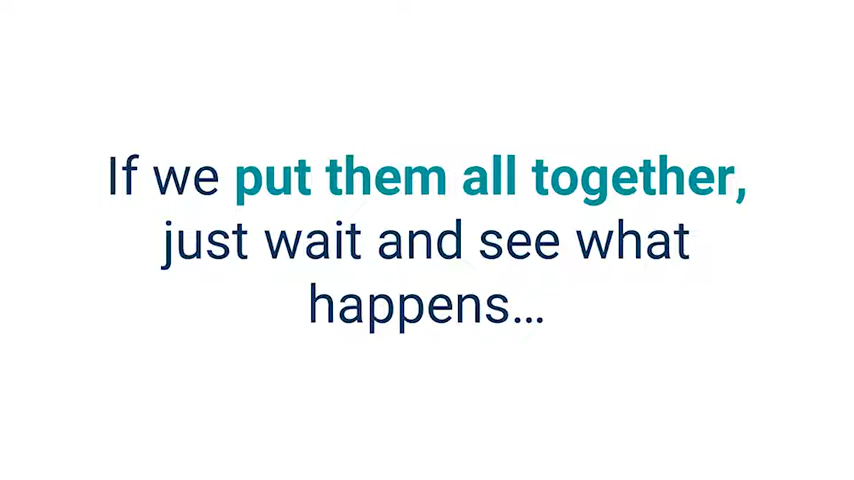 If we put them all together,
just wait and see what
happens...